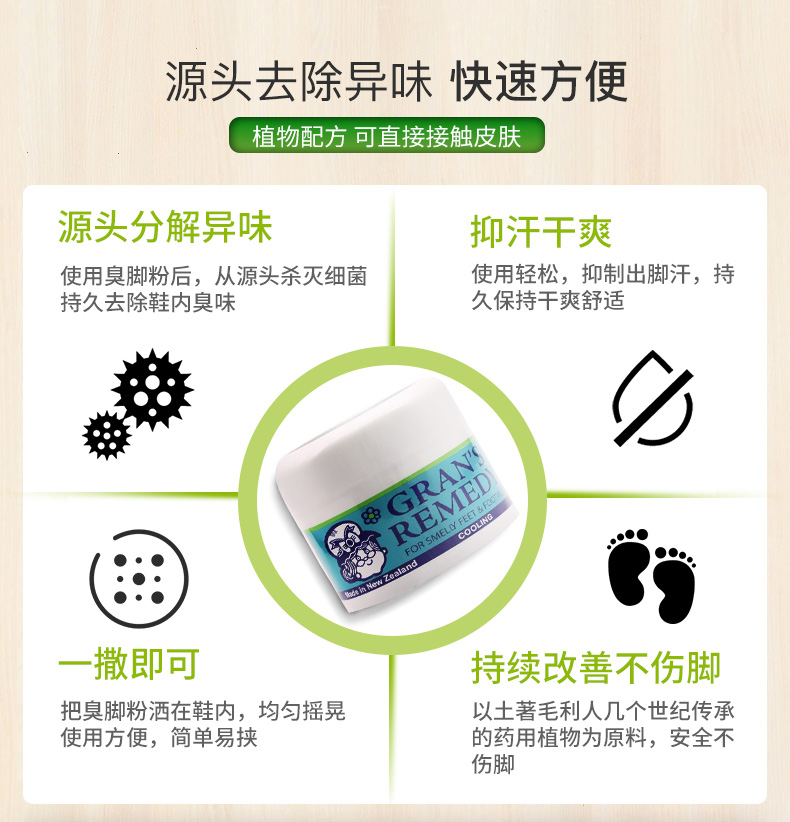 源头去除异味 快速方便
植物配方 可直接接触皮肤
源头分解异味
使用臭脚粉后，从源头杀灭细菌
持久去除鞋内臭味
抑汗干爽
使用轻松，抑制出脚汗，持
久保持干爽舒适
GRAN'S
REMEDY
FOR SMELLY FEET &
COOLING
Made in New Zealand
一撒即可
把臭脚粉洒在鞋内，均匀摇晃
使用方便，简单易挟
持续改善不伤脚
以土著毛利人几个世纪传承
的药用植物为原料，安全不
伤脚